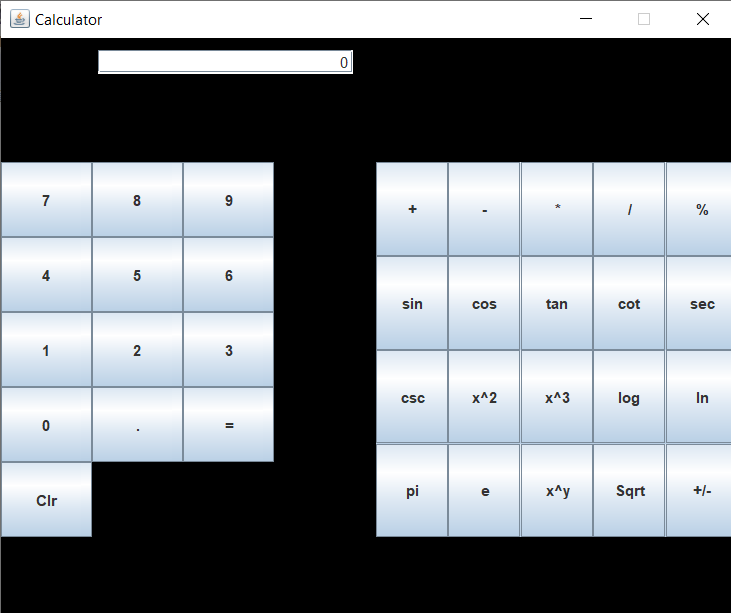 Calculator
0
7 8 9
4 5 6
1 2 3
0 . =
Clr
+ - * / %
sin cos tan cot sec
csc x^2 x^3 log ln
pi e x^y Sqrt +/-